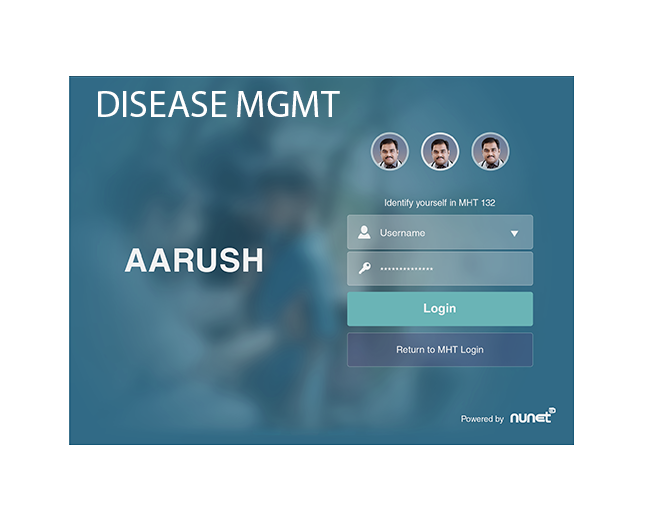 DISEASE MGMT
Identify yourself in MHT 132
Username
AARUSH
**************
Login
Return to MHT Login
Powered by nunet